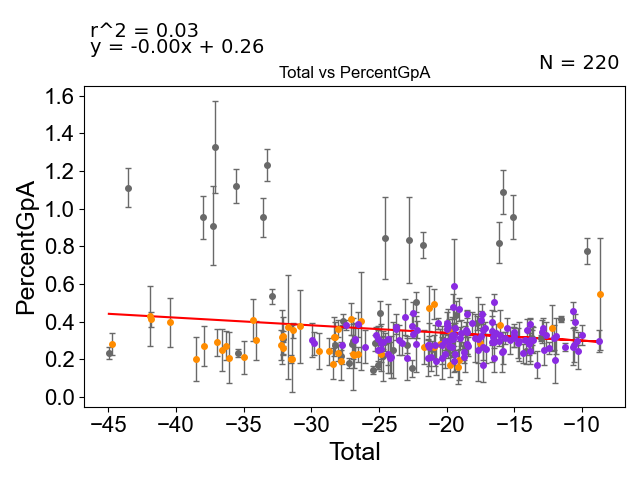 r^2 = 0.03
y = -0.00x + 0.26
N = 220
Total vs PercentGpA
PercentGpA
1.6
1.4
1.2
1.0
0.8
0.6
0.4
0.2
0.0
−45 −40 −35 −30 −25 −20 −15 −10
Total